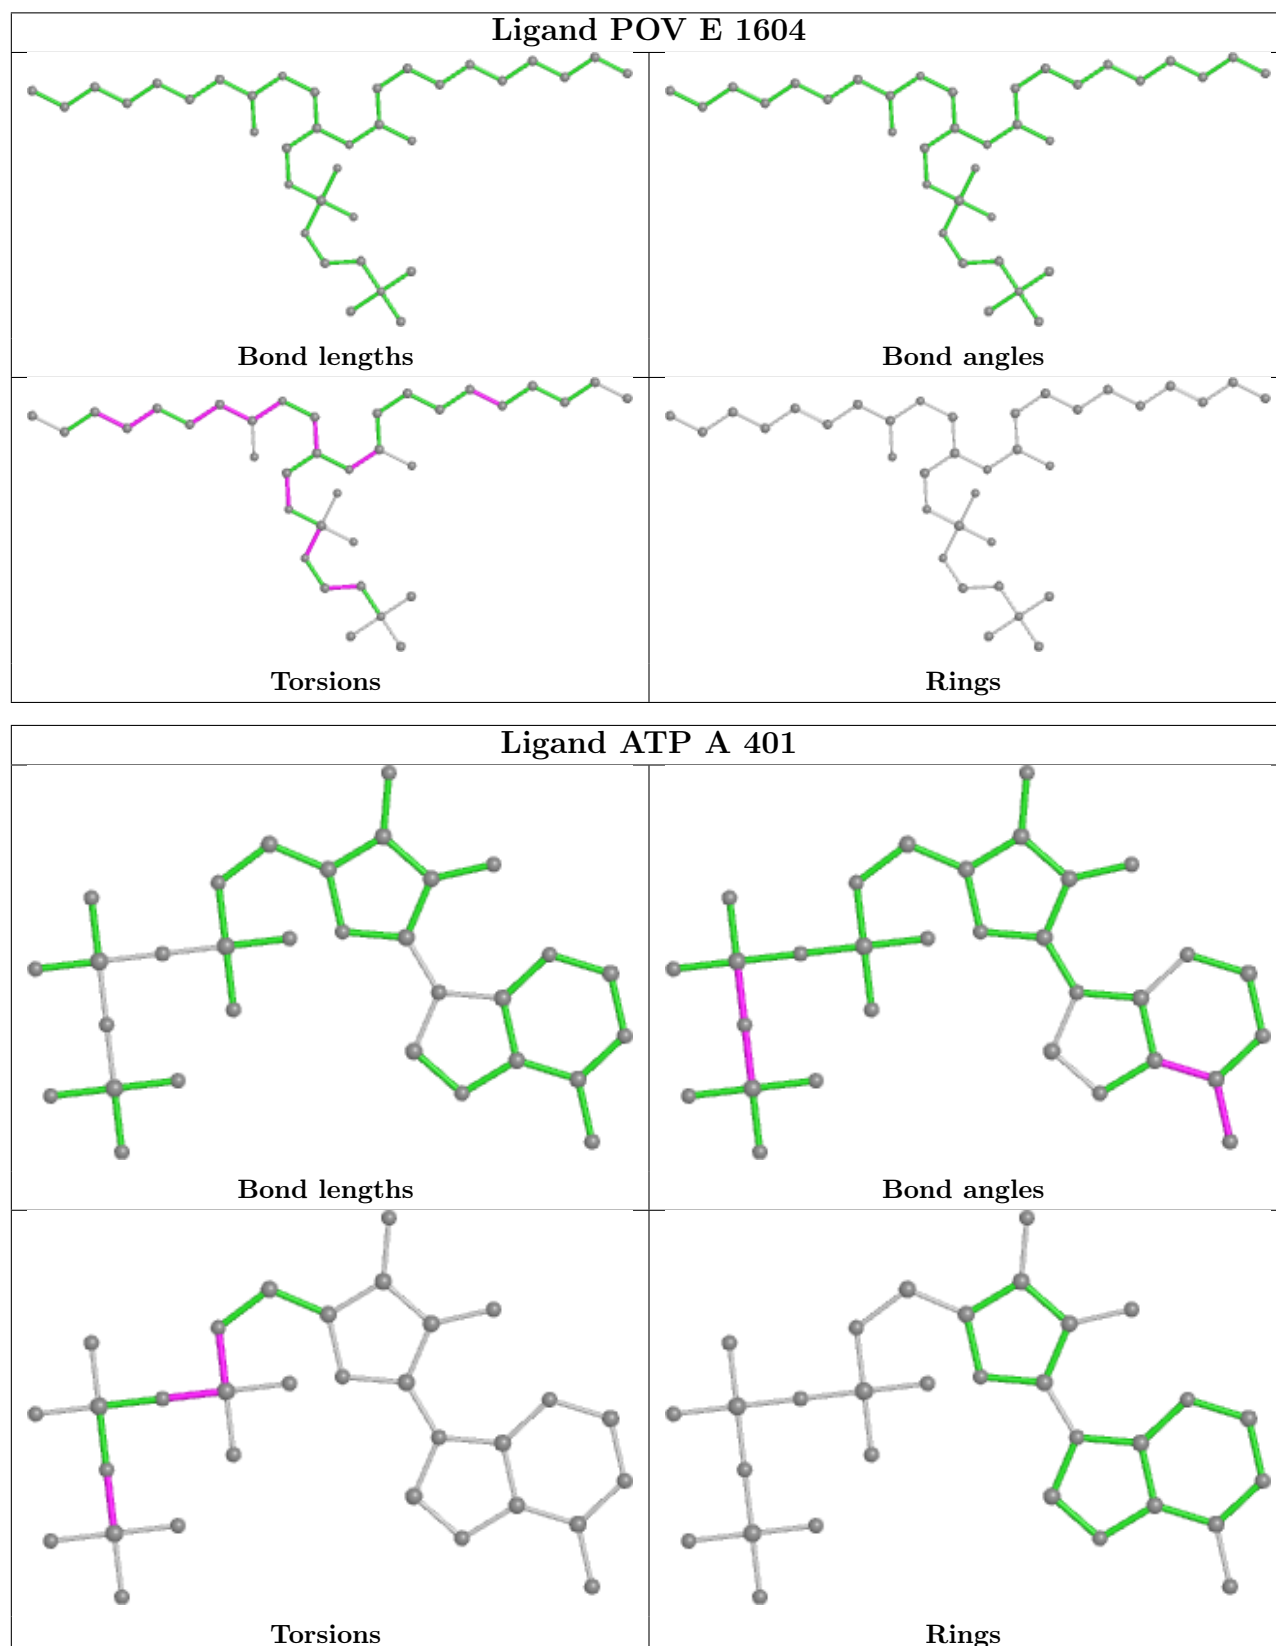 Ligand POV E 1604
Bond lengths
Bond angles
Torsions
Rings
Ligand ATP A 401
Bond lengths
Bond angles
Torsions
Rings